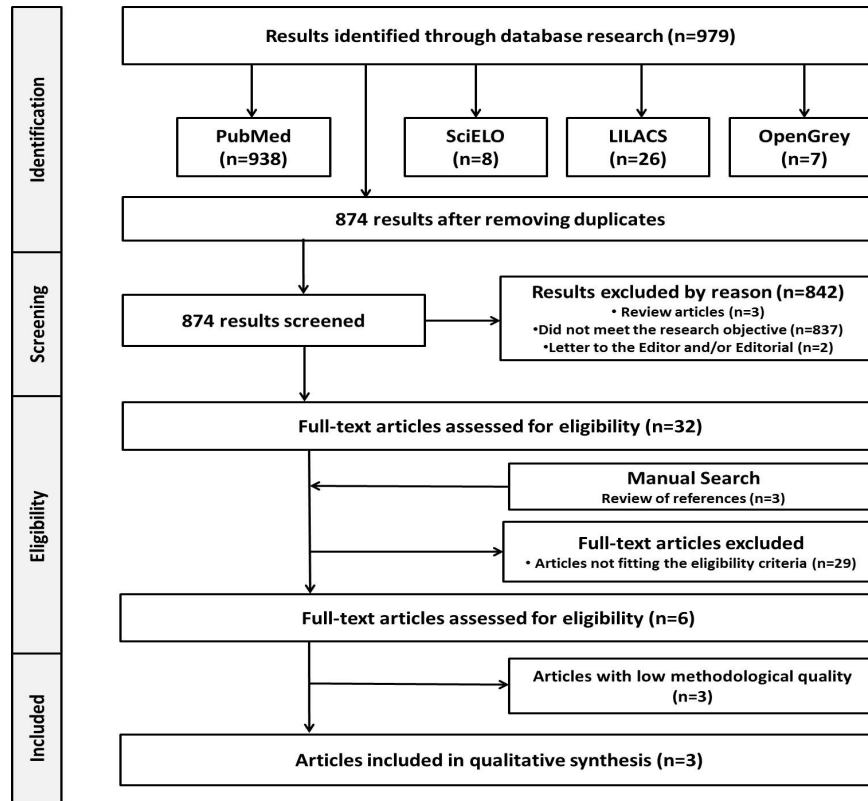 Identification
Results identified through database research (n=979)
PubMed
(n=938)
SciELO
(n=8)
LILACS
(n=26)
OpenGrey
(n=7)
874 results after removing duplicates
Screening
874 results screened
Results excluded by reason (n=842)
• Review articles (n=3)
•Did not meet the research objective (n=837)
•Letter to the Editor and/or Editorial (n=2)
Eligibility
Full-text articles assessed for eligibility (n=32)
Manual Search
Review of references (n=3)
Full-text articles excluded
• Articles not fitting the eligibility criteria (n=29)
Full-text articles assessed for eligibility (n=6)
Included
Articles with low methodological quality
(n=3)
Articles included in qualitative synthesis (n=3)